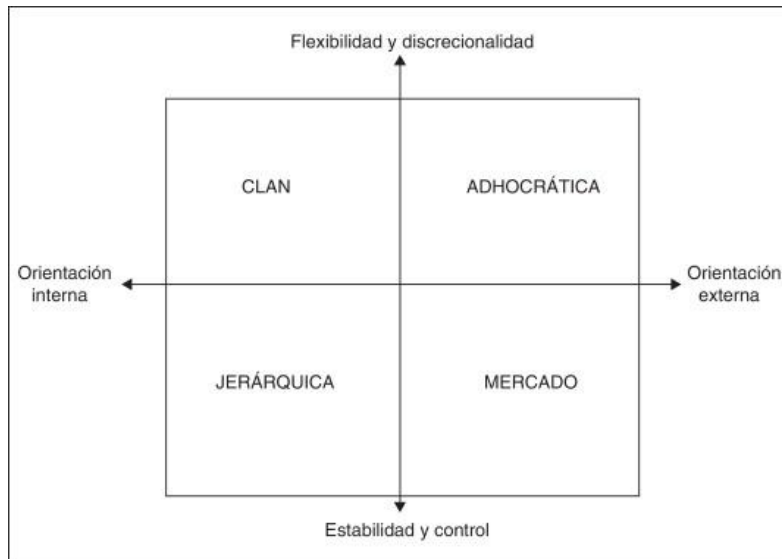 Flexibilidad y discrecionalidad
CLAN
ADHOCRÁTICA
Orientación
interna
Orientación
externa
JERÁRQUICA
MERCADO
Estabilidad y control